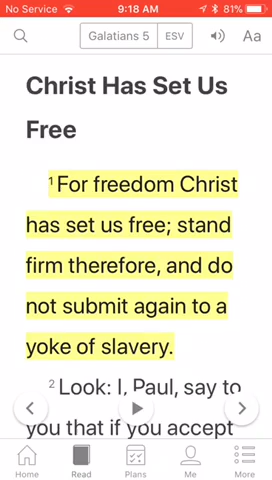 No Service 9:18 AM 81%
Galatians 5 ESV Aa
Christ Has Set Us
Free
1 For freedom Christ
has set us free; stand
firm therefore, and do
not submit again to a
yoke of slavery.
2 Look: I, Paul, say to
you that if you accept
Home Read Plans Me More